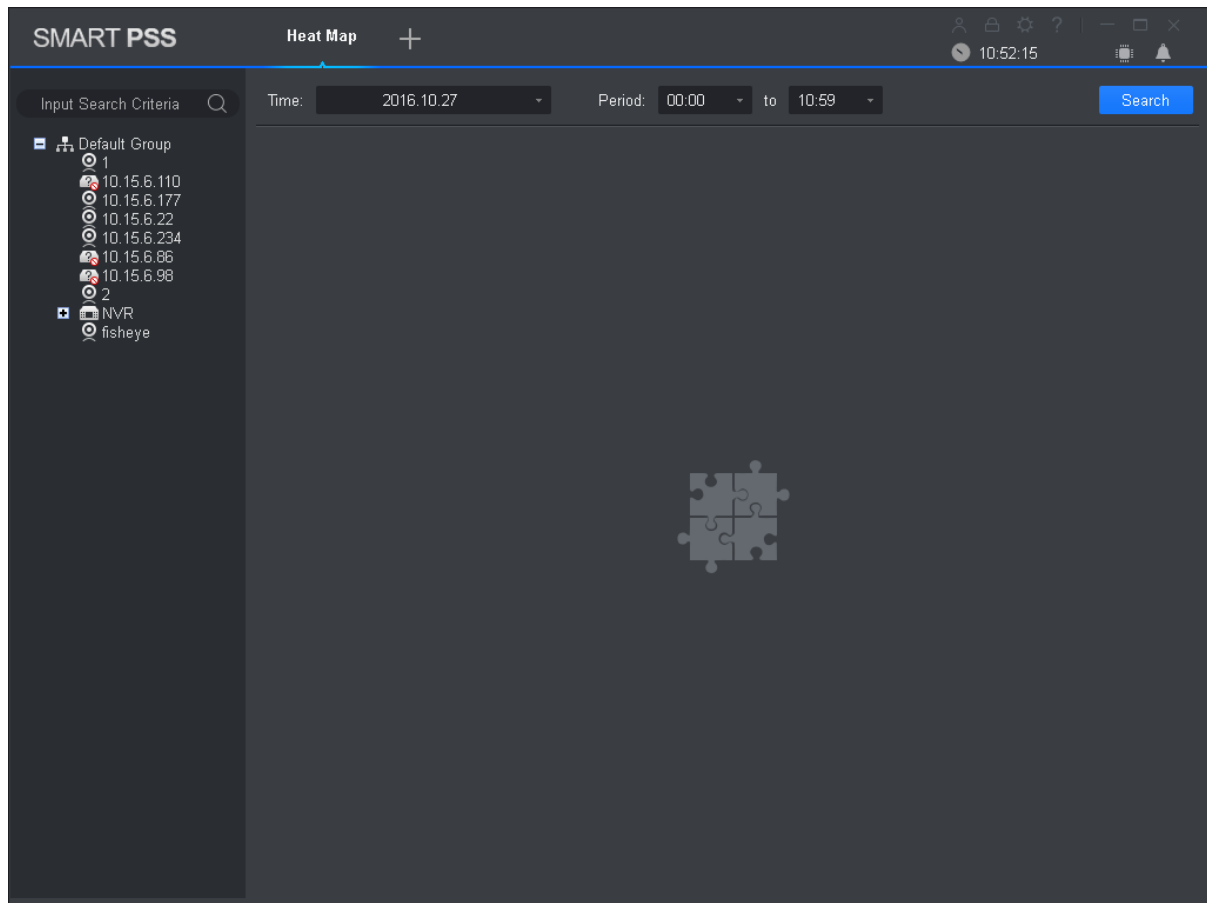 SMART PSS
Heat Map
10:52:15
Input Search Criteria
Time: 2016.10.27 Period: 00:00 to 10:59 Search
Default Group
1
10.15.6.110
10.15.6.177
10.15.6.22
10.15.6.234
10.15.6.86
10.15.6.98
2
NVR
fisheye